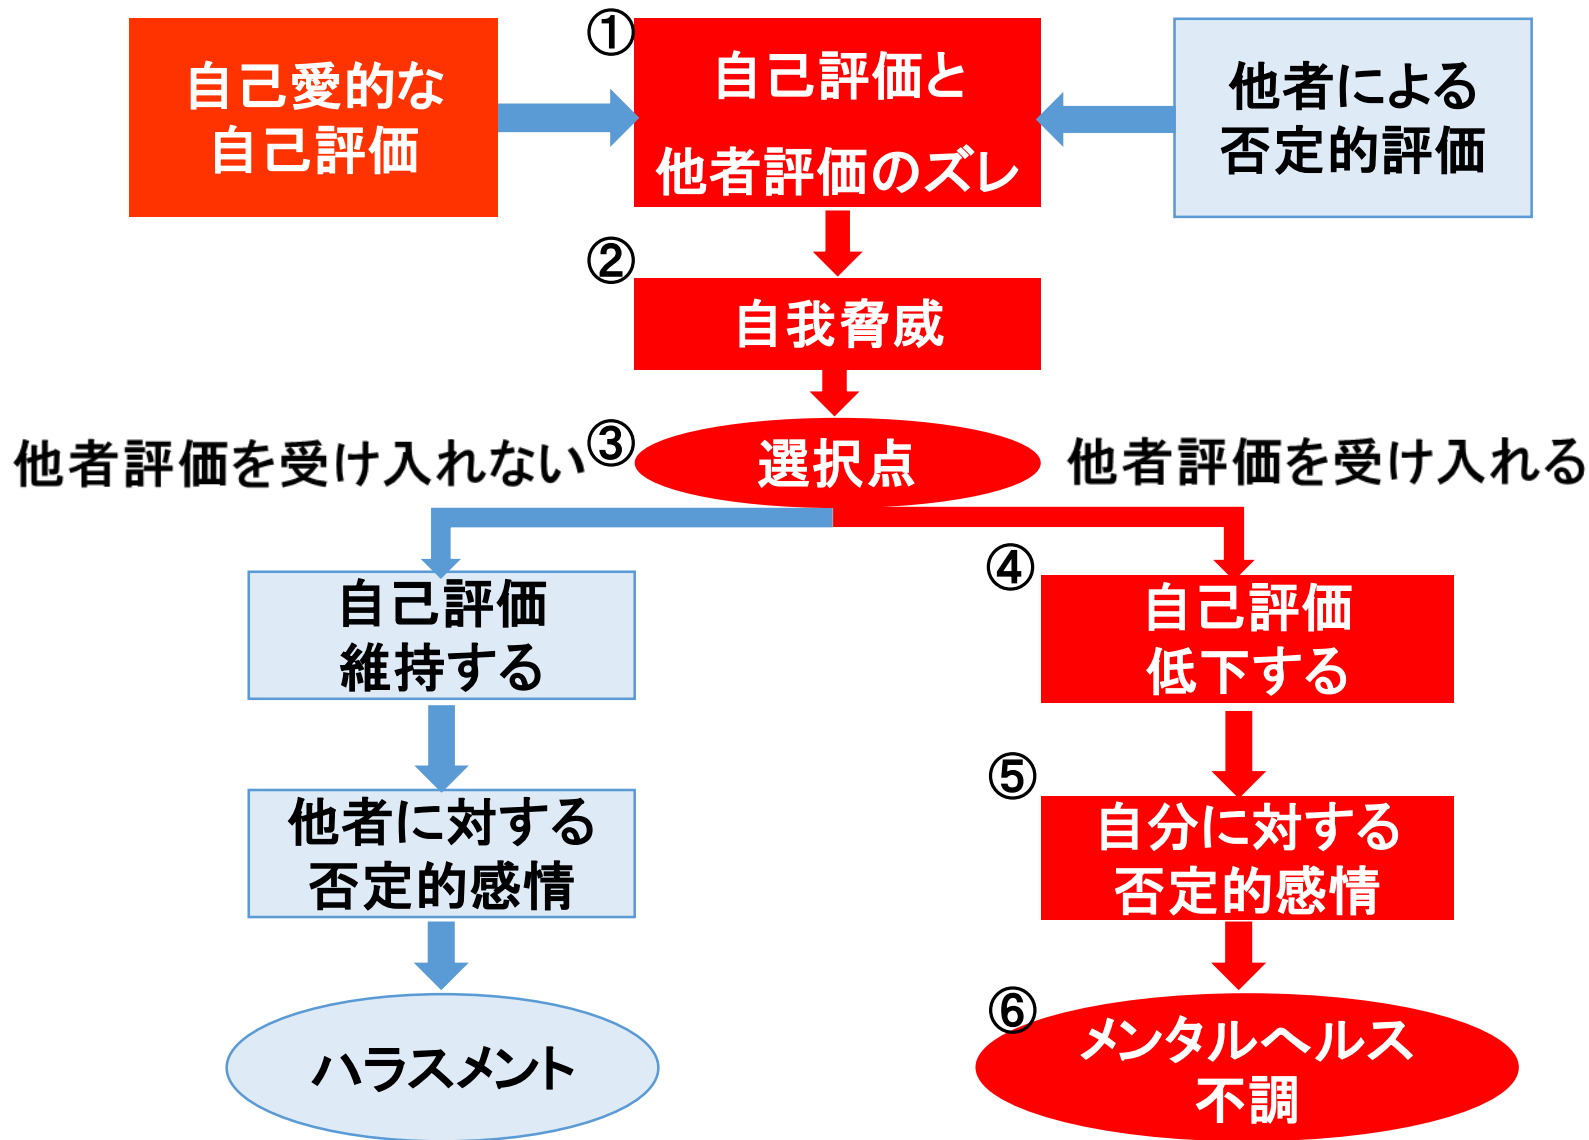 自己愛的な
自己評価
①
自己評価と
他者評価のズレ
他者による
否定的評価
②
自我脅威
他者評価を受け入れない
③
選択点
他者評価を受け入れる
自己評価
維持する
④
自己評価
低下する
他者に対する
否定的感情
⑤
自分に対する
否定的感情
ハラスメント
⑥
メンタルヘルス
不調